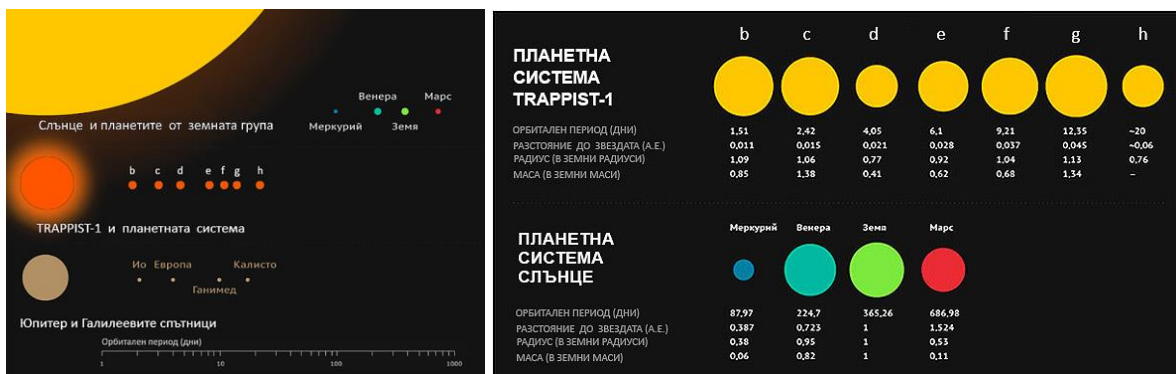 Венера Марс
Слънце и планетите от земната група
Меркурий Земя
b c d e f g h
TRAPPIST-1 и планетната система
Ио Европа Калисто
Ганимед
Юпитер и Галилеевите спътници
Орбитален период (дни)
1 10 100 1000
b c d e f g h
ПЛАНЕТНА
СИСТЕМА
TRAPPIST-1
ОРБИТАЛЕН ПЕРИОД (ДНИ) 1,51 2,42 4,05 6,1 9,21 12,35 ~20
РАЗСТОЯНИЕ ДО ЗВЕЗДАТА (А.Е.) 0,011 0,015 0,021 0,028 0,037 0,045 ~0,06
РАДИУС (В ЗЕМНИ РАДИУСИ) 1,09 1,06 0,77 0,92 1,04 1,13 0,76
МАСА (В ЗЕМНИ МАСИ) 0,85 1,38 0,41 0,62 0,68 1,34 –
Меркурий Венера Земя Марс
ПЛАНЕТНА
СИСТЕМА
СЛЪНЦЕ
ОРБИТАЛЕН ПЕРИОД (ДНИ) 87,97 224,7 365,26 686,98
РАЗСТОЯНИЕ ДО ЗВЕЗДАТА (А.Е.) 0,387 0,723 1 1,524
РАДИУС (В ЗЕМНИ РАДИУСИ) 0,38 0,95 1 0,53
МАСА (В ЗЕМНИ МАСИ) 0,06 0,82 1 0,11